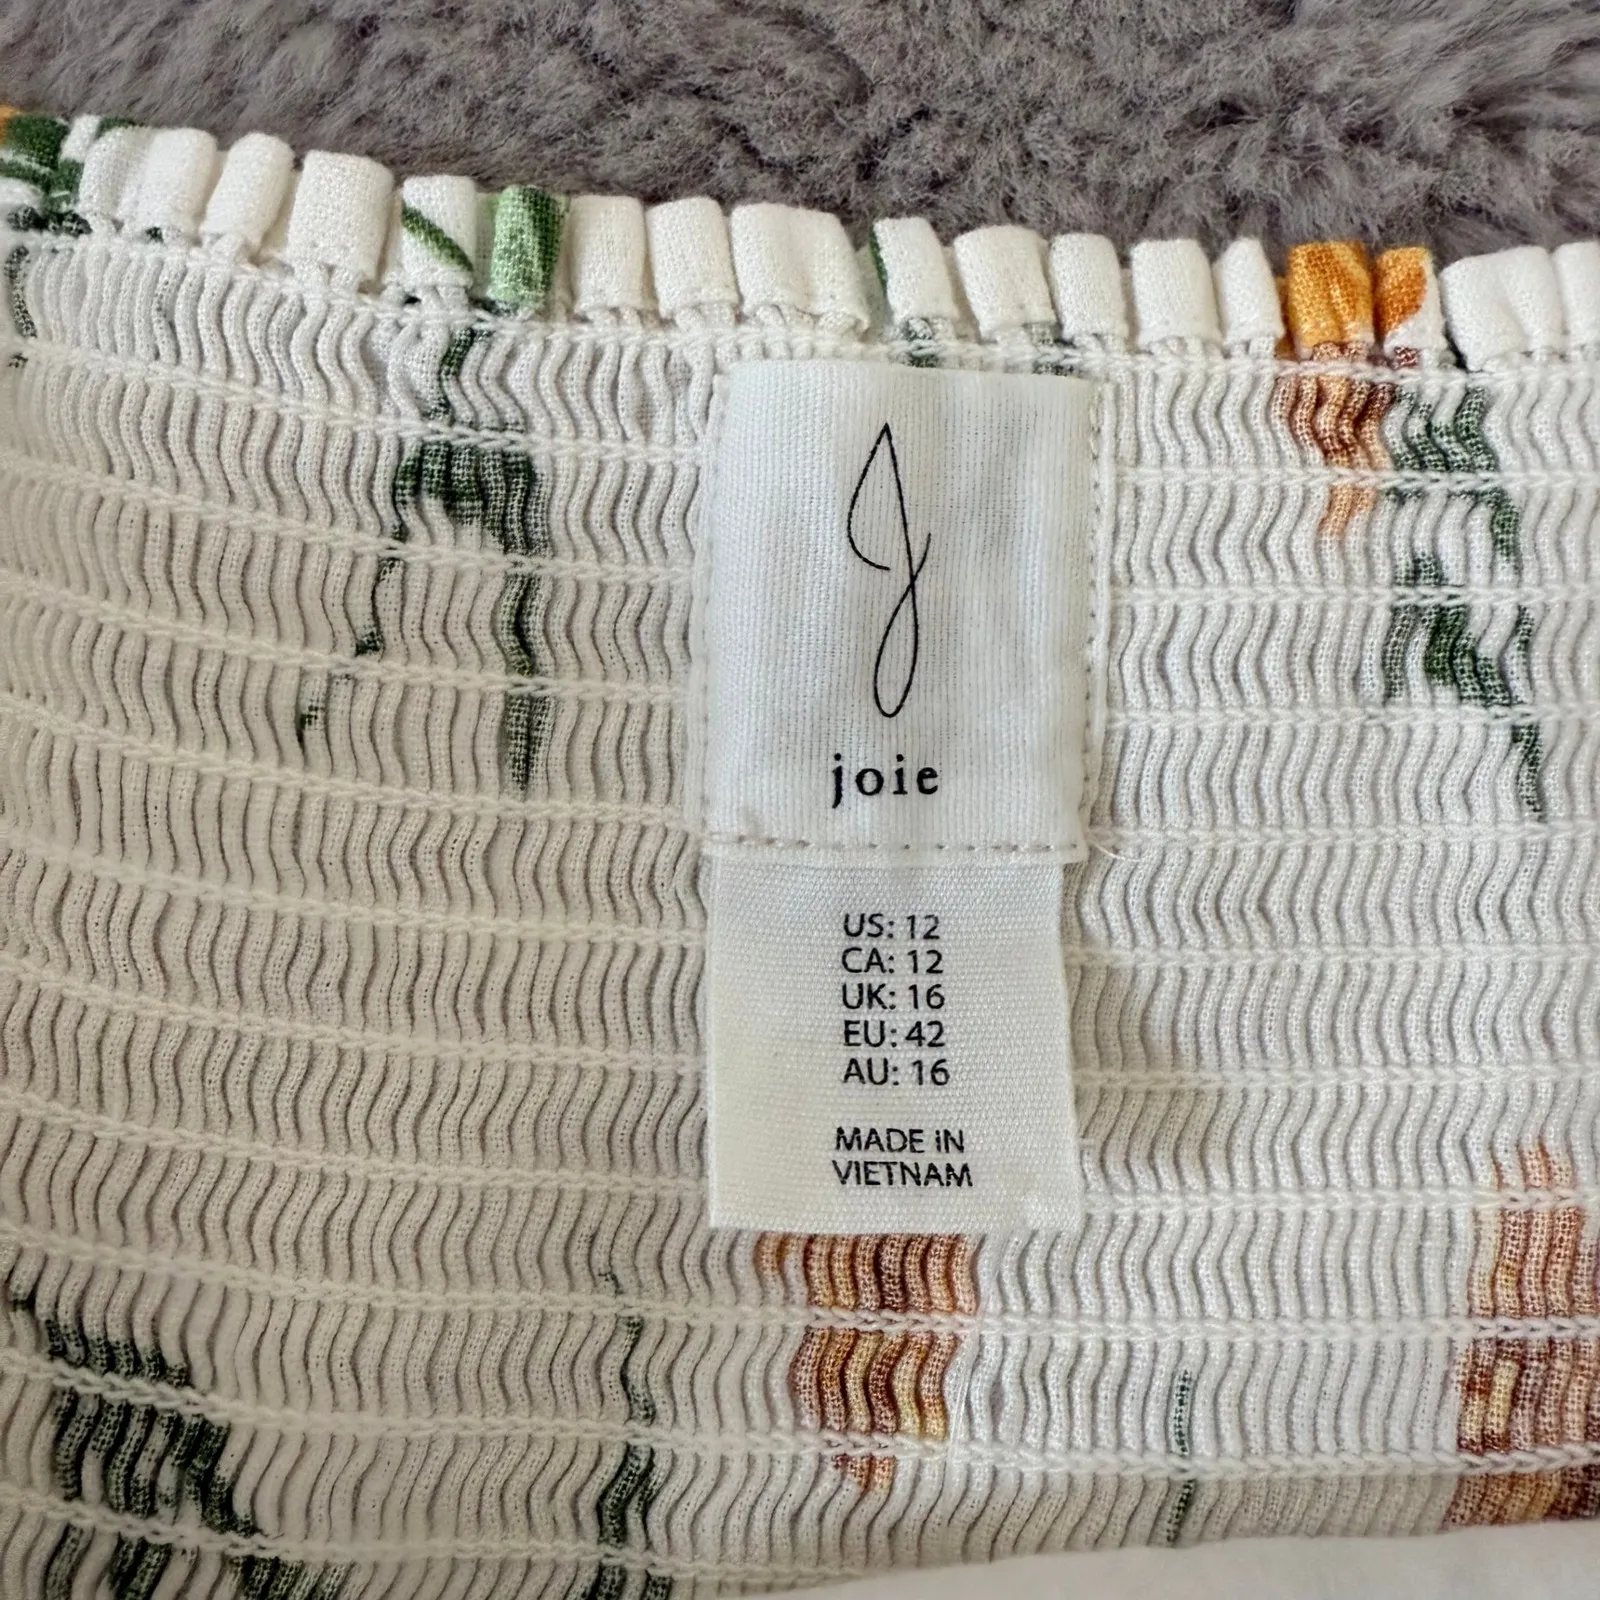 J
joie
US: 12
CA: 12
UK: 16
EU: 42
AU: 16
MADE IN
VIETNAM